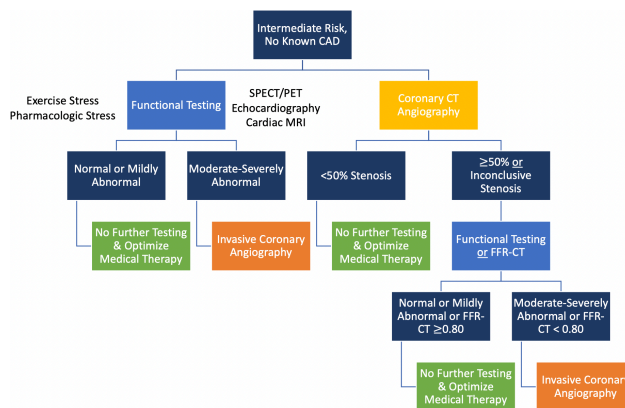 Intermediate Risk,
No Known CAD
Exercise Stress
Pharmacologic Stress
Functional Testing
SPECT/PET
Echocardiography
Cardiac MRI
Coronary CT
Angiography
Normal or Mildly
Abnormal
Moderate-Severely
Abnormal
<50% Stenosis
≥50% or
Inconclusive
Stenosis
No Further Testing
& Optimize
Medical Therapy
Invasive Coronary
Angiography
No Further Testing
& Optimize
Medical Therapy
Functional Testing
or FFR-CT
Normal or Mildly
Abnormal or FFR-
CT ≥0.80
Moderate-Severely
Abnormal or FFR-
CT < 0.80
No Further Testing
& Optimize
Medical Therapy
Invasive Coronary
Angiography